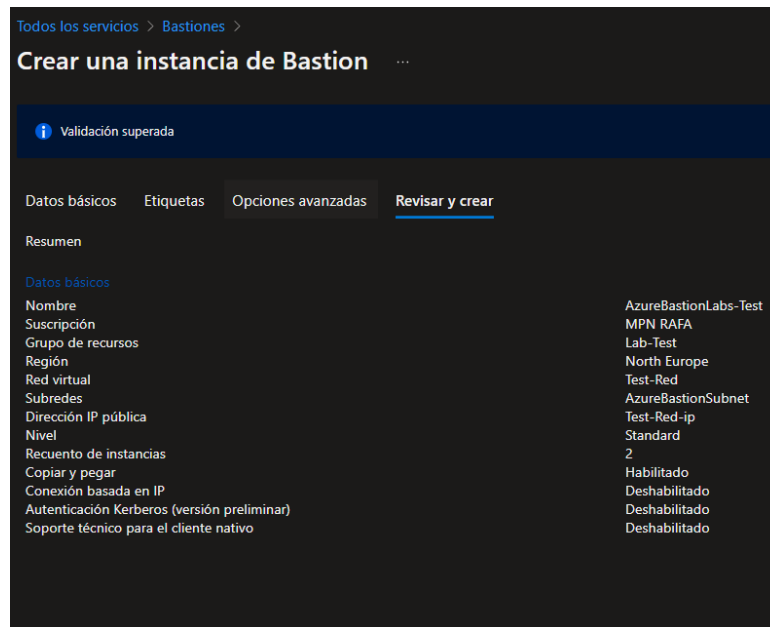 Todos los servicios > Bastiones >
Crear una instancia de Bastion ...
Validación superada
Datos básicos Etiquetas Opciones avanzadas Revisar y crear
Resumen
Datos básicos
Nombre AzureBastionLabs-Test
Suscripción MPN RAFA
Grupo de recursos Lab-Test
Región North Europe
Red virtual Test-Red
Subredes AzureBastionSubnet
Dirección IP pública Test-Red-ip
Nivel Standard
Recuento de instancias 2
Copiar y pegar Habilitado
Conexión basada en IP Deshabilitado
Autenticación Kerberos (versión preliminar) Deshabilitado
Soporte técnico para el cliente nativo Deshabilitado